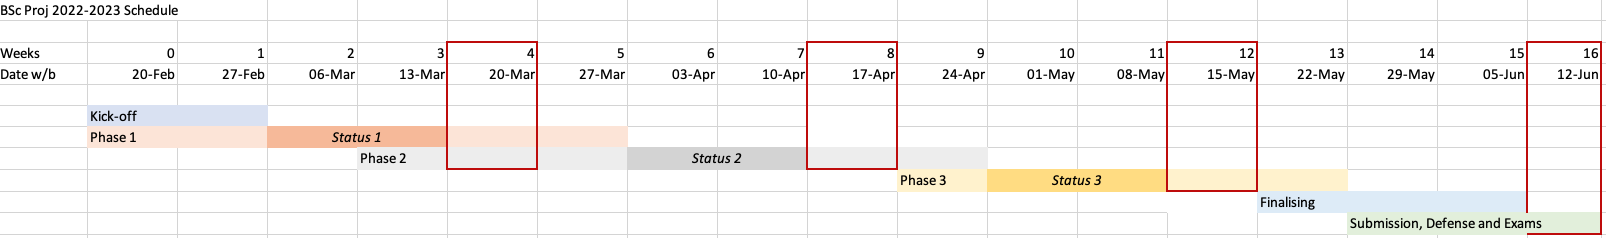 BSc Proj 2022-2023 Schedule
Weeks 0 1 2 3 4 5 6 7 8 9 10 11 12 13 14 15 16
Date w/b 20-Feb 27-Feb 06-Mar 13-Mar 20-Mar 27-Mar 03-Apr 10-Apr 17-Apr 24-Apr 01-May 08-May 15-May 22-May 29-May 05-Jun 12-Jun
Kick-off
Phase 1 Status 1
Phase 2 Status 2
Phase 3 Status 3
Finalising
Submission, Defense and Exams